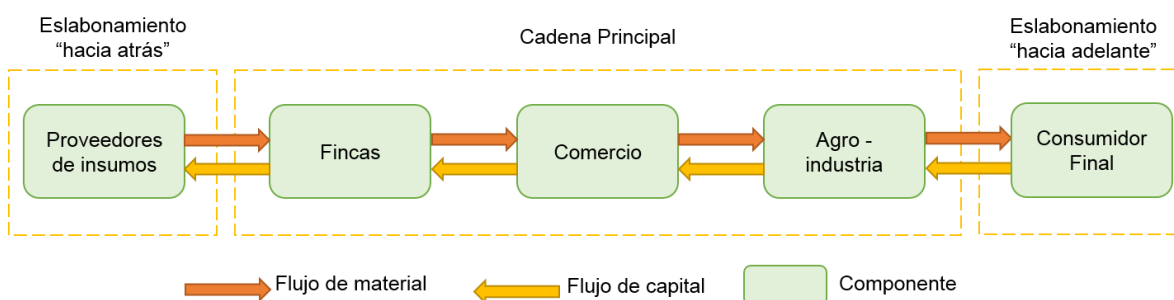 Eslabonamiento
“hacia atrás”
Cadena Principal
Eslabonamiento
“hacia adelante”
Proveedores
de insumos
Fincas
Comercio
Agro -
industria
Consumidor
Final
Flujo de material
Flujo de capital
Componente